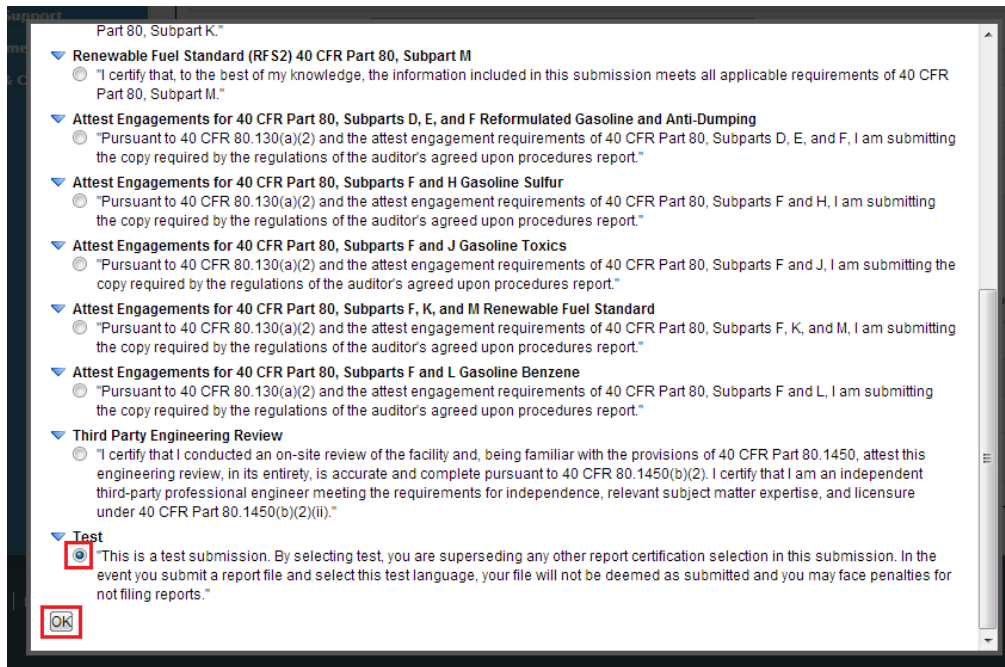 Support
Part 80, Subpart K."
Renewable Fuel Standard (RFS2) 40 CFR Part 80, Subpart M
"I certify that, to the best of my knowledge, the information included in this submission meets all applicable requirements of 40 CFR
Part 80, Subpart M."
Attest Engagements for 40 CFR Part 80, Subparts D, E, and F Reformulated Gasoline and Anti-Dumping
"Pursuant to 40 CFR 80.130(a)(2) and the attest engagement requirements of 40 CFR Part 80, Subparts D, E, and F, I am submitting
the copy required by the regulations of the auditor's agreed upon procedures report."
Attest Engagements for 40 CFR Part 80, Subparts F and H Gasoline Sulfur
"Pursuant to 40 CFR 80.130(a)(2) and the attest engagement requirements of 40 CFR Part 80, Subparts F and H, I am submitting
the copy required by the regulations of the auditor's agreed upon procedures report."
Attest Engagements for 40 CFR Part 80, Subparts F and J Gasoline Toxics
"Pursuant to 40 CFR 80.130(a)(2) and the attest engagement requirements of 40 CFR Part 80, Subparts F and J, I am submitting the
copy required by the regulations of the auditor's agreed upon procedures report."
Attest Engagements for 40 CFR Part 80, Subparts F, K, and M Renewable Fuel Standard
"Pursuant to 40 CFR 80.130(a)(2) and the attest engagement requirements of 40 CFR Part 80, Subparts F, K, and M, I am submitting
the copy required by the regulations of the auditor's agreed upon procedures report."
Attest Engagements for 40 CFR Part 80, Subparts F and L Gasoline Benzene
"Pursuant to 40 CFR 80.130(a)(2) and the attest engagement requirements of 40 CFR Part 80, Subparts F and L, I am submitting
the copy required by the regulations of the auditor's agreed upon procedures report."
Third Party Engineering Review
"I certify that I conducted an on-site review of the facility and, being familiar with the provisions of 40 CFR Part 80.1450, attest this
engineering review, in its entirety, is accurate and complete pursuant to 40 CFR 80.1450(b)(2). I certify that I am an independent
third-party professional engineer meeting the requirements for independence, relevant subject matter expertise, and licensure
under 40 CFR Part 80.1450(b)(2)(ii)."
Test
"This is a test submission. By selecting test, you are superseding any other report certification selection in this submission. In the
event you submit a report file and select this test language, your file will not be deemed as submitted and you may face penalties for
not filing reports."
OK